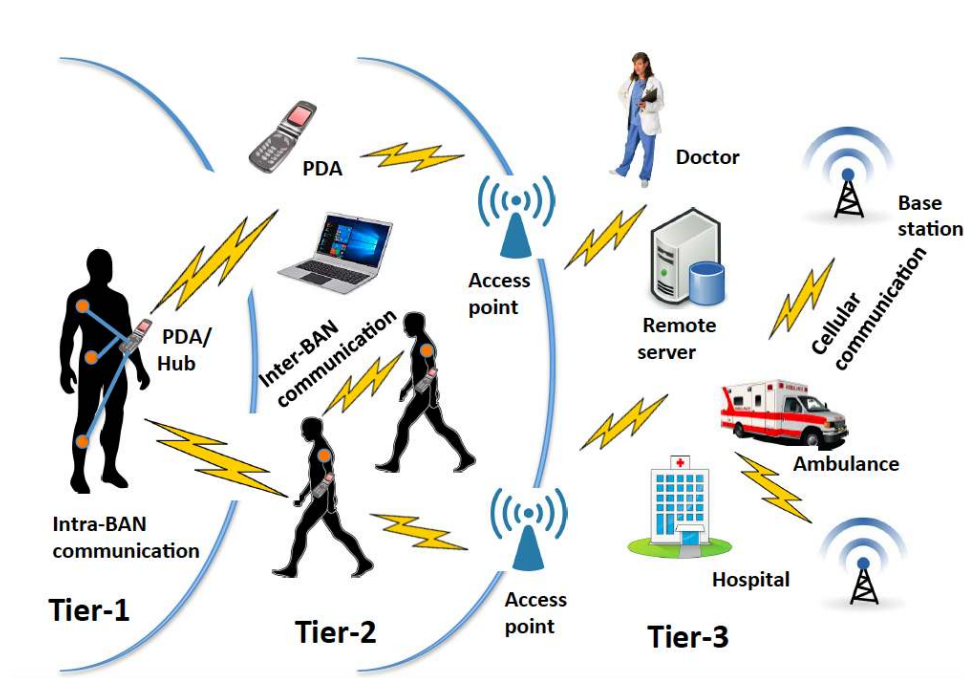 PDA
Doctor
Base
station
Access
point
PDA/
Hub
Inter-BAN
communication
Remote
server
Cellular
communication
Ambulance
Intra-BAN
communication
Hospital
Access
point
Tier-1
Tier-2
Tier-3